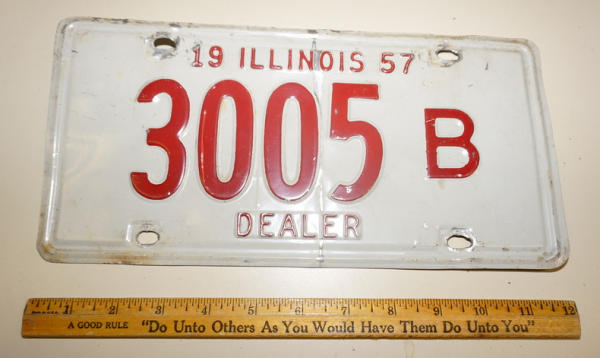 19 ILLINOIS 57
3005 B
DEALER
1 2 3 4 5 6 7 8 9 10 11 12
A GOOD RULE "Do Unto Others As You Would Have Them Do Unto You"